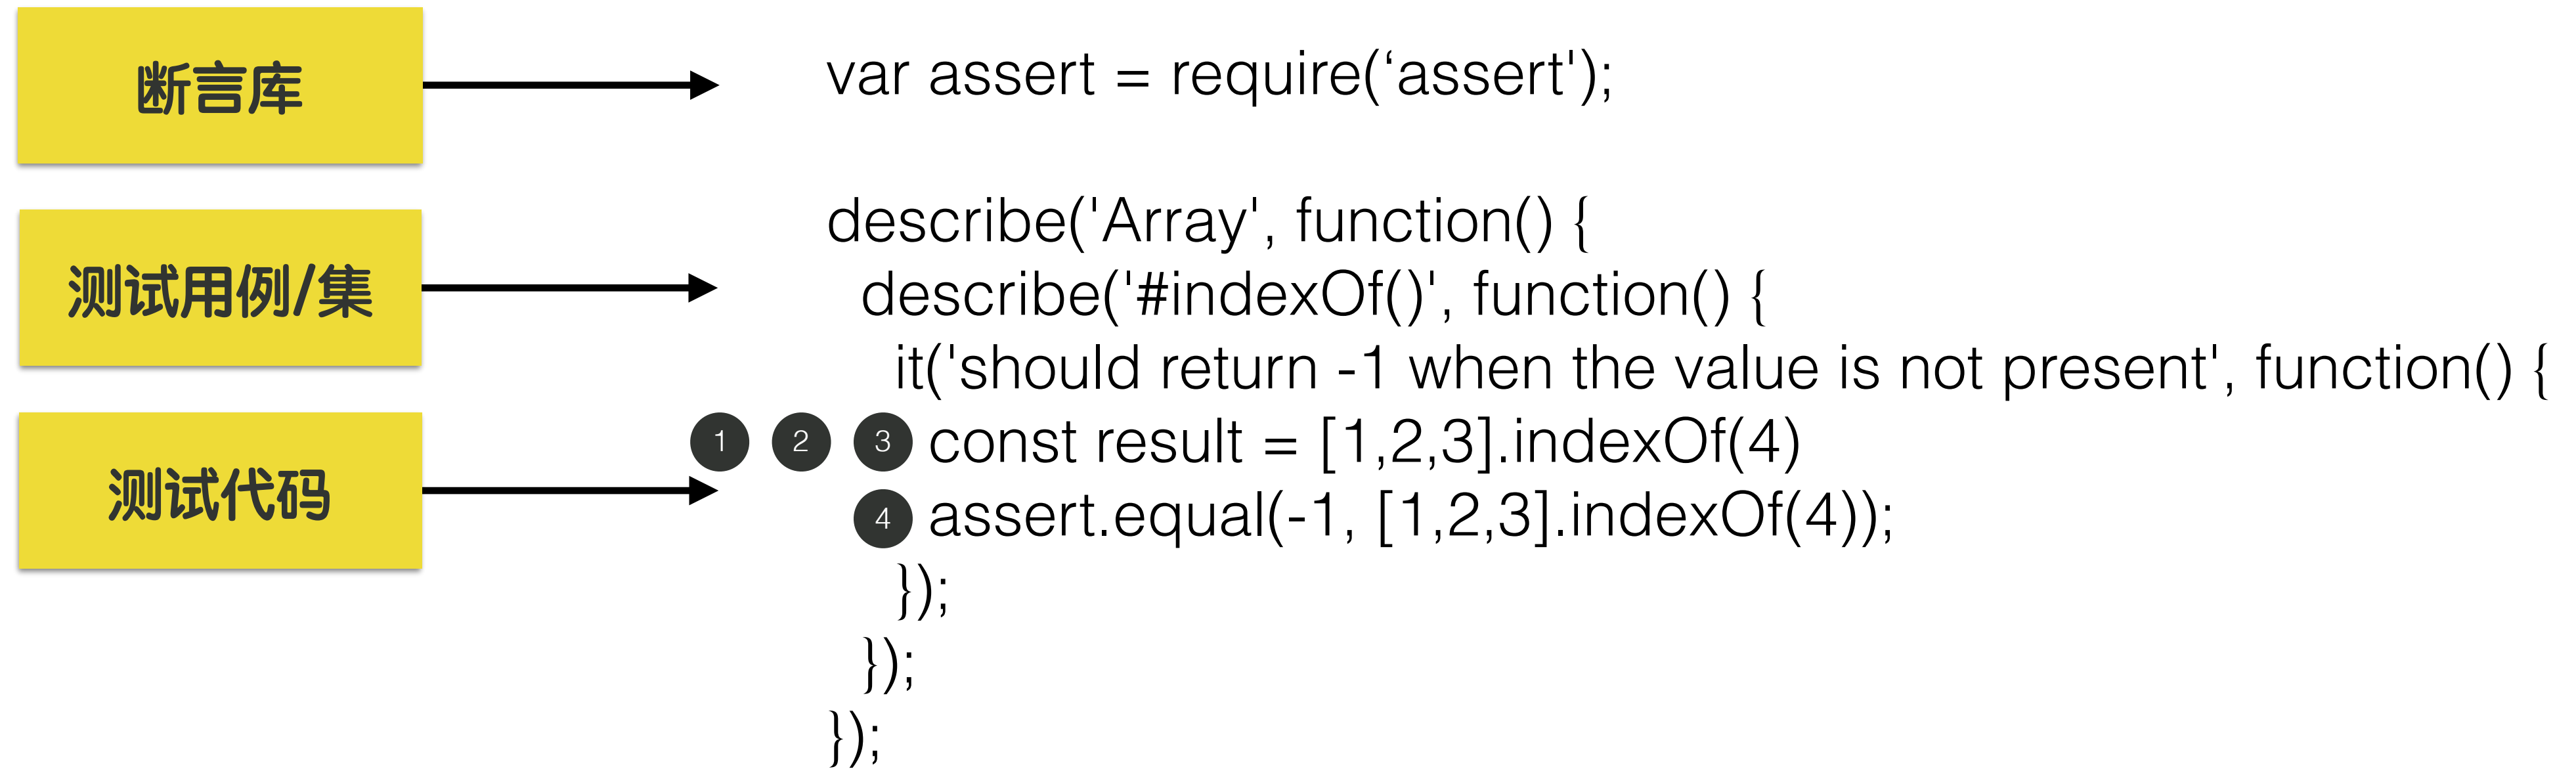 断言库
var assert = require(‘assert');
测试用例/集
describe('Array', function() {
describe('#indexOf()', function() {
it('should return -1 when the value is not present', function() {
测试代码
1 2 3 const result = [1,2,3].indexOf(4)
4 assert.equal(-1, [1,2,3].indexOf(4));
});
});
});